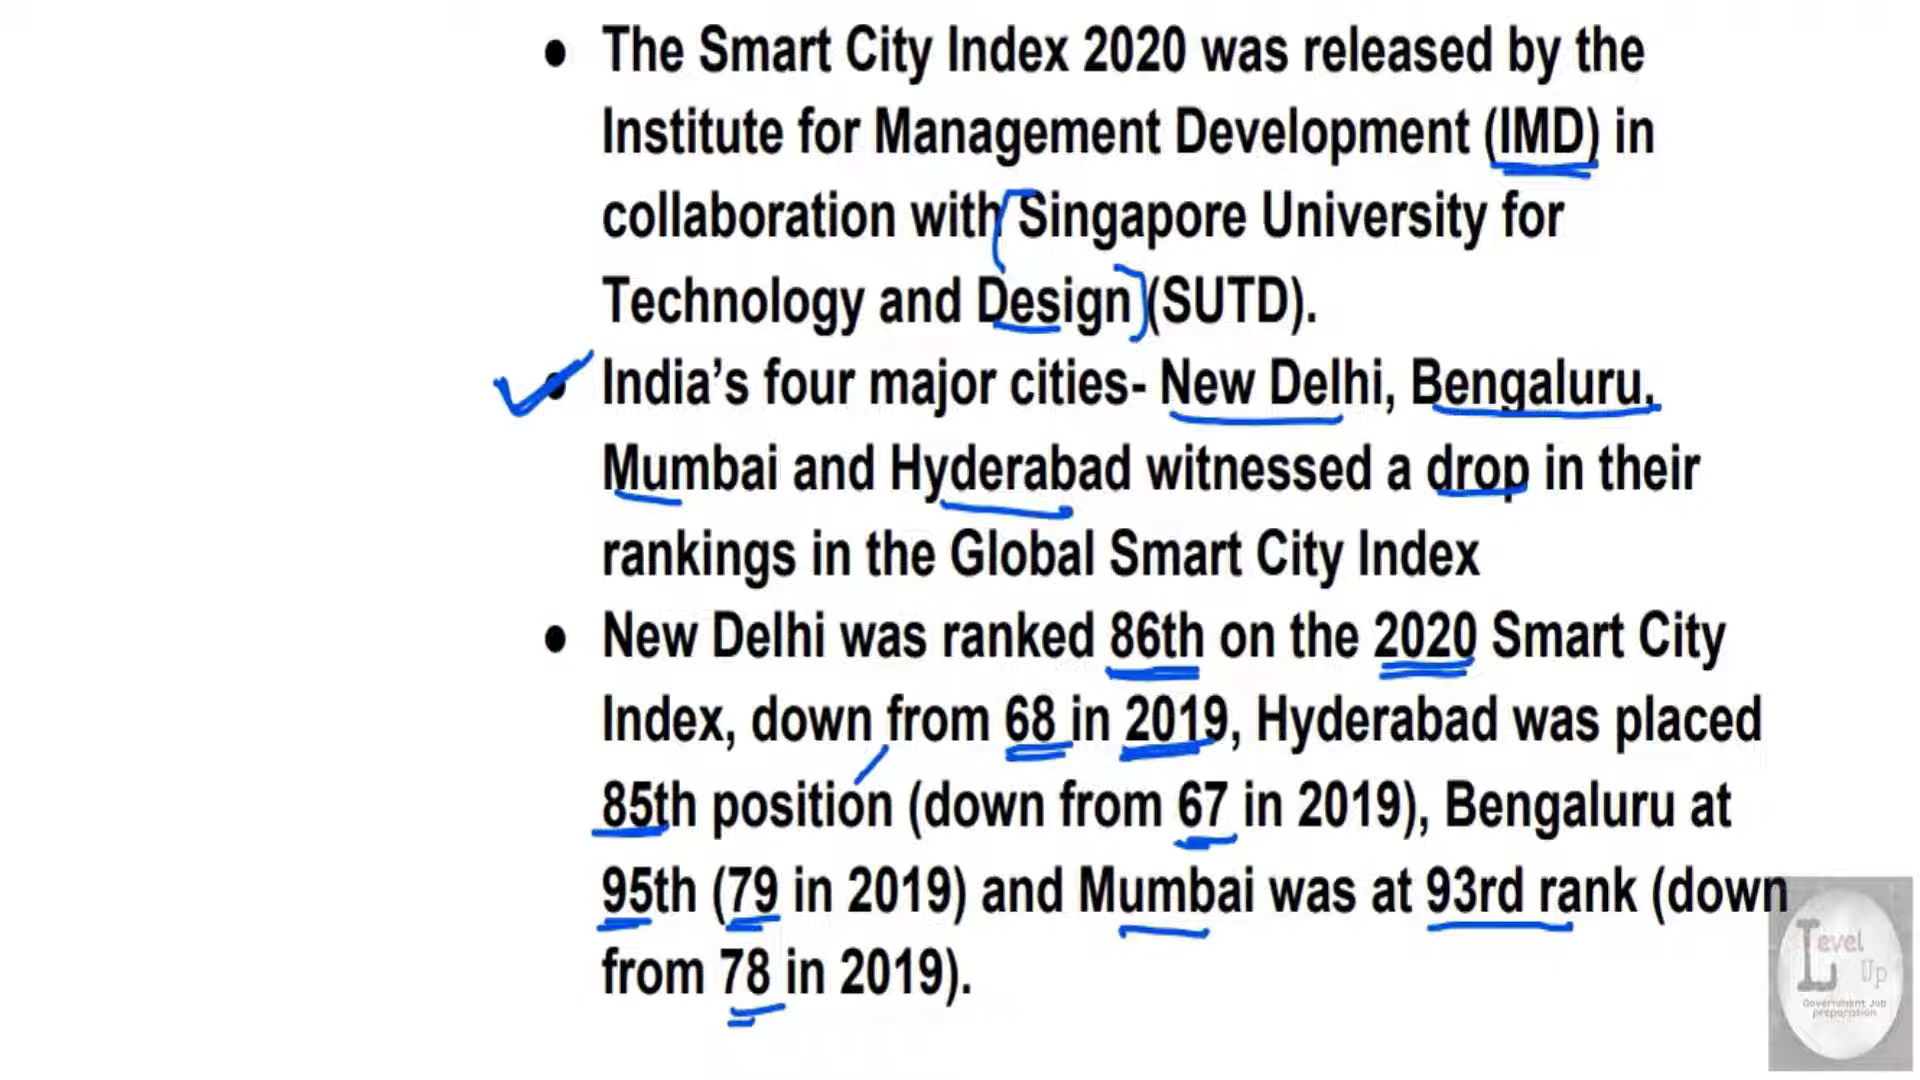 • The Smart City Index 2020 was released by the
Institute for Management Development (IMD) in
collaboration with Singapore University for
Technology and Design (SUTD).
• India’s four major cities- New Delhi, Bengaluru,
Mumbai and Hyderabad witnessed a drop in their
rankings in the Global Smart City Index
• New Delhi was ranked 86th on the 2020 Smart City
Index, down from 68 in 2019, Hyderabad was placed
85th position (down from 67 in 2019), Bengaluru at
95th (79 in 2019) and Mumbai was at 93rd rank (down
from 78 in 2019).
Level
Up
Government Job
preparation